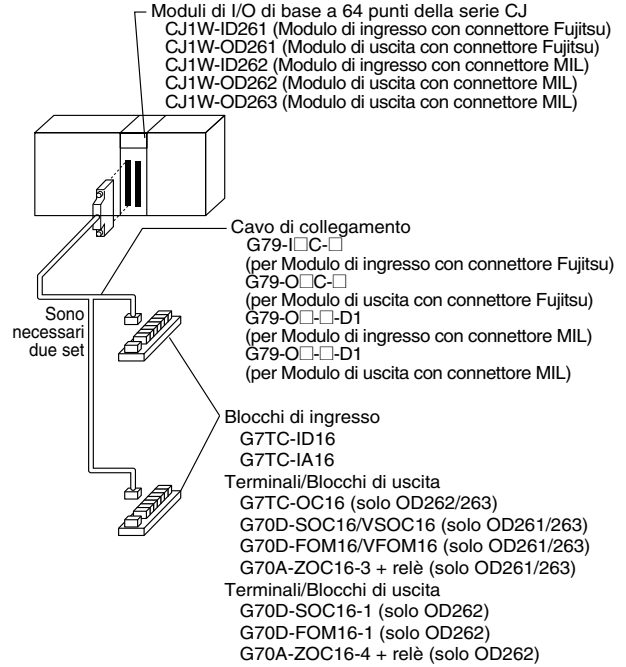 Moduli di I/O di base a 64 punti della serie CJ
CJ1W-ID261 (Modulo di ingresso con connettore Fujitsu)
CJ1W-OD261 (Modulo di uscita con connettore Fujitsu)
CJ1W-ID262 (Modulo di ingresso con connettore MIL)
CJ1W-OD262 (Modulo di uscita con connettore MIL)
CJ1W-OD263 (Modulo di uscita con connettore MIL)
Cavo di collegamento
G79-I□C-□
(per Modulo di ingresso con connettore Fujitsu)
G79-O□C-□
(per Modulo di uscita con connettore Fujitsu)
G79-O□-□-D1
(per Modulo di ingresso con connettore MIL)
G79-O□-□-D1
(per Modulo di uscita con connettore MIL)
Sono
necessari
due set
Blocchi di ingresso
G7TC-ID16
G7TC-IA16
Terminali/Blocchi di uscita
G7TC-OC16 (solo OD262/263)
G70D-SOC16/VSOC16 (solo OD261/263)
G70D-FOM16/VFOM16 (solo OD261/263)
G70A-ZOC16-3 + relè (solo OD261/263)
Terminali/Blocchi di uscita
G70D-SOC16-1 (solo OD262)
G70D-FOM16-1 (solo OD262)
G70A-ZOC16-4 + relè (solo OD262)